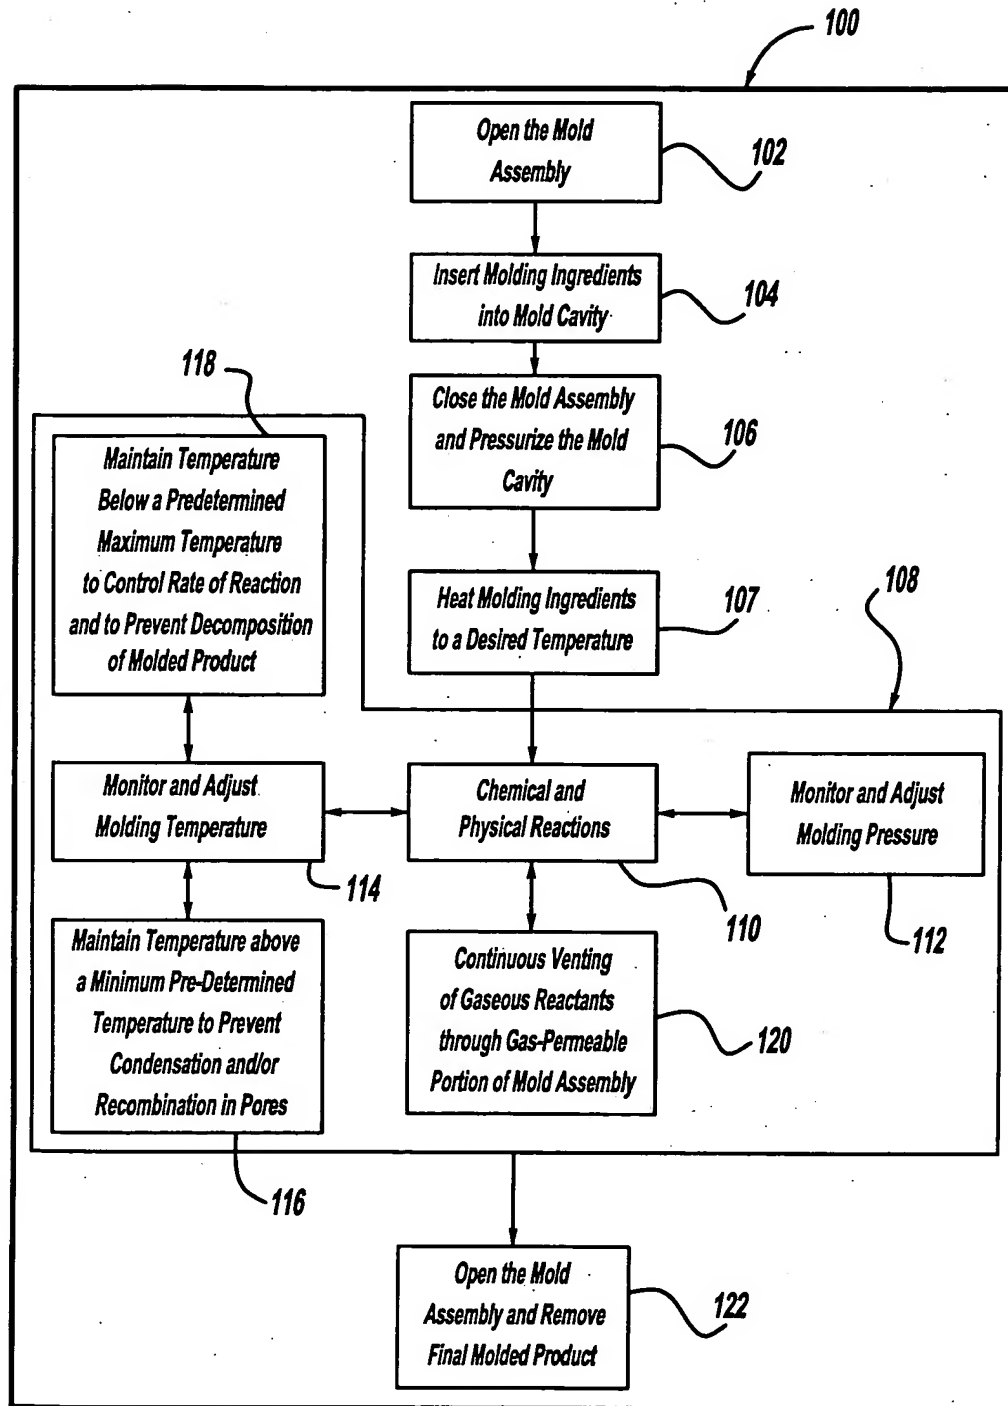 100
Open the Mold
Assembly
102
Insert Molding Ingredients
into Mold Cavity
104
118
Close the Mold Assembly
and Pressurize the Mold
Cavity
106
Maintain Temperature
Below a Predetermined
Maximum Temperature
to Control Rate of Reaction
and to Prevent Decomposition
of Molded Product
Heat Molding Ingredients
to a Desired Temperature
107
108
Monitor and Adjust
Molding Temperature
114
Chemical and
Physical Reactions
110
Monitor and Adjust
Molding Pressure
112
Maintain Temperature above
a Minimum Pre-Determined
Temperature to Prevent
Condensation and/or
Recombination in Pores
116
Continuous Venting
of Gaseous Reactants
through Gas-Permeable
Portion of Mold Assembly
120
Open the Mold
Assembly and Remove
Final Molded Product
122